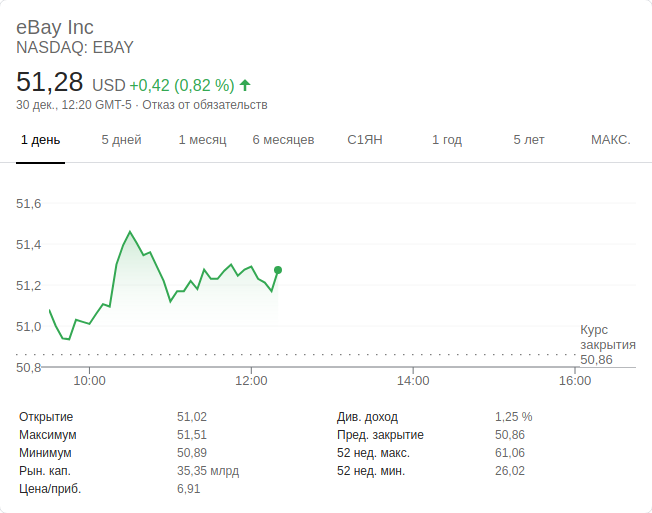 eBay Inc
NASDAQ: EBAY
51,28 USD +0,42 (0,82 %)
30 дек., 12:20 GMT-5 · Отказ от обязательств
1 день 5 дней 1 месяц 6 месяцев С1ЯН 1 год 5 лет МАКС.
51,6
51,4
51,2
51,0
50,8
Курс
закрытия
50,86
10:00 12:00 14:00 16:00
Открытие 51,02 Див. доход 1,25 %
Максимум 51,51 Пред. закрытие 50,86
Минимум 50,89 52 нед. макс. 61,06
Рын. кап. 35,35 млрд 52 нед. мин. 26,02
Цена/приб. 6,91